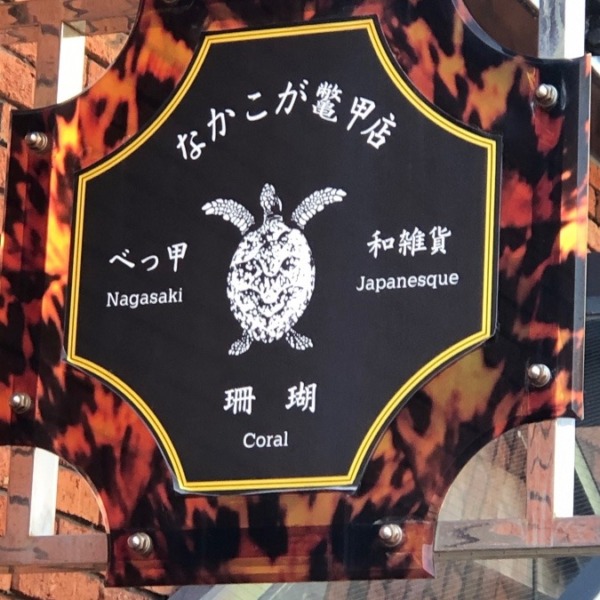 なかこが鼈甲店
べっ甲
Nagasaki
和雑貨
Japanesque
珊瑚
Coral